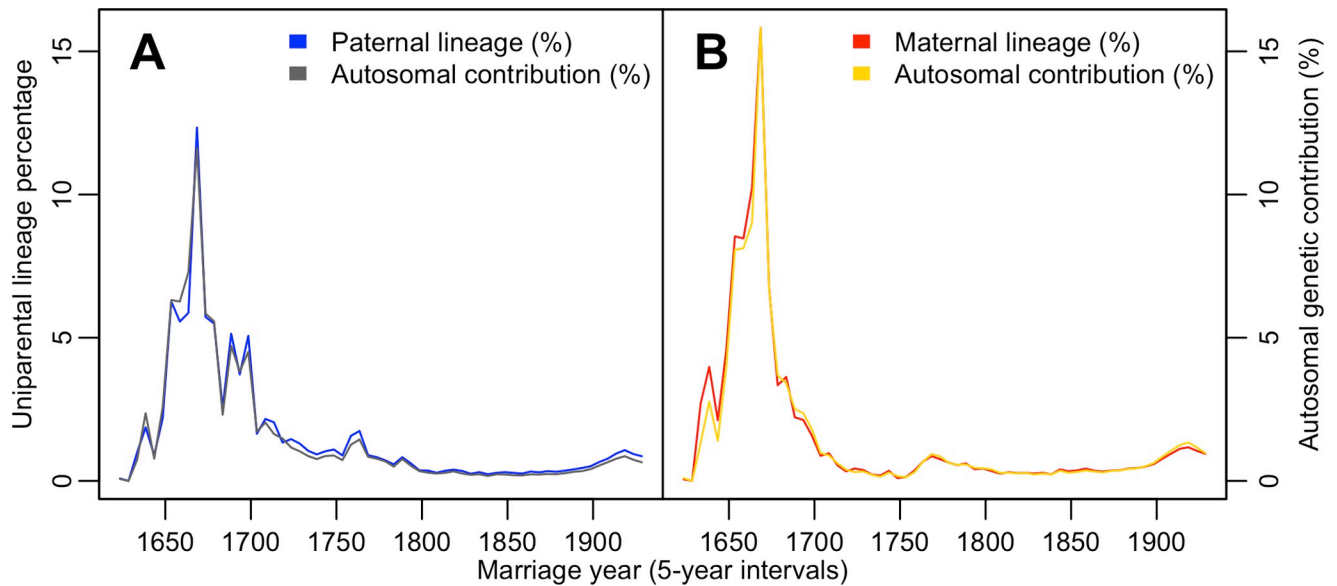 A
Paternal lineage (%)
Autosomal contribution (%)
B
Maternal lineage (%)
Autosomal contribution (%)
Uniparental lineage percentage
0
5
10
15
1650
1700
1750
1800
1850
1900
1650
1700
1750
1800
1850
1900
0
5
10
15
Autosomal genetic contribution (%)
Marriage year (5-year intervals)